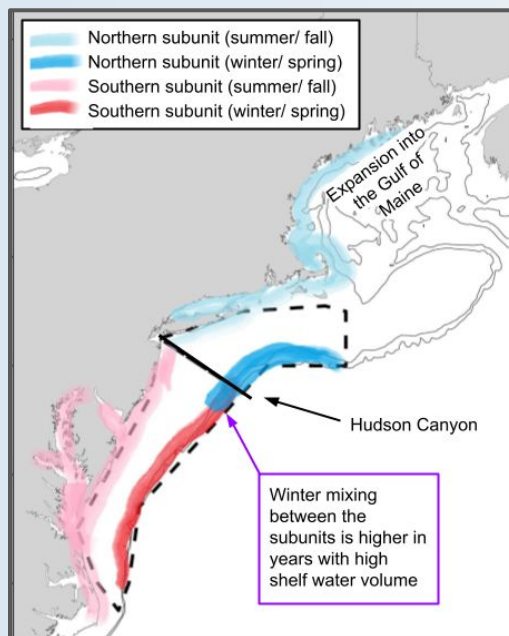 Northern subunit (summer/ fall)
Northern subunit (winter/ spring)
Southern subunit (summer/ fall)
Southern subunit (winter/ spring)
Expansion into
the Gulf of
Maine
Hudson Canyon
Winter mixing
between the
subunits is higher in
years with high
shelf water volume